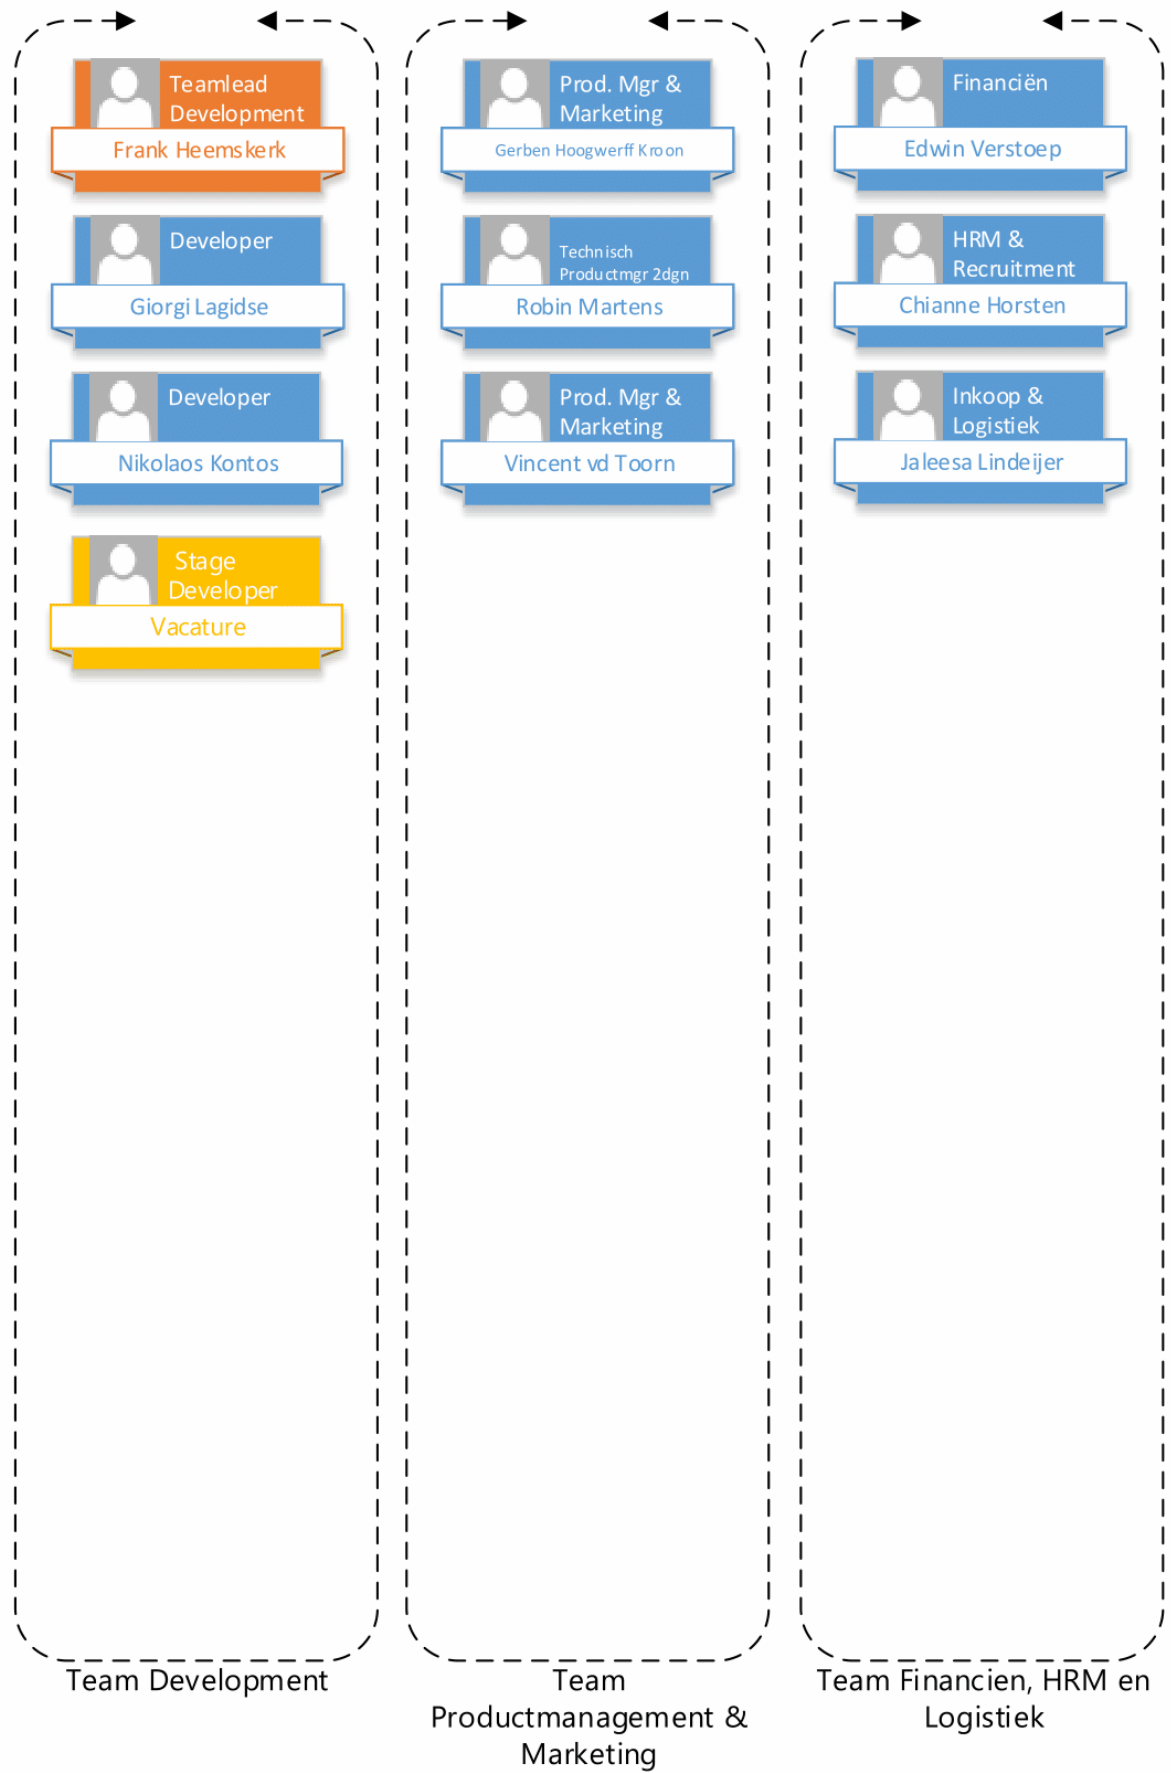 Teamlead
Development
Frank Heemskerk
Developer
Giorgi Lagidse
Developer
Nikolaos Kontos
Stage
Developer
Vacature
Team Development
Prod. Mgr &
Marketing
Gerben Hoogwerff Kroon
Technisch
Productmgr 2dgn
Robin Martens
Prod. Mgr &
Marketing
Vincent vd Toorn
Team
Productmanagement &
Marketing
Financiën
Edwin Verstoep
HRM &
Recruitment
Chianne Horsten
Inkoop &
Logistiek
Jaleesa Lindeijer
Team Financien, HRM en
Logistiek